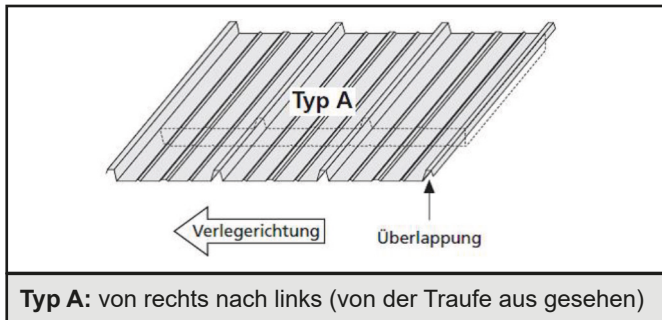 Typ A
Verlegerichtung
Überlappung
Typ A: von rechts nach links (von der Traufe aus gesehen)